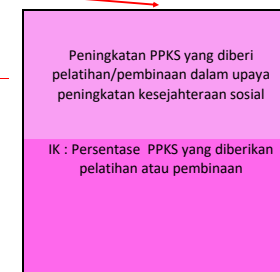 Peningkatan PPKS yang diberi
pelatihan/pembinaan dalam upaya
peningkatan kesejahteraan sosial
IK : Persentase  PPKS yang diberikan
pelatihan atau pembinaan